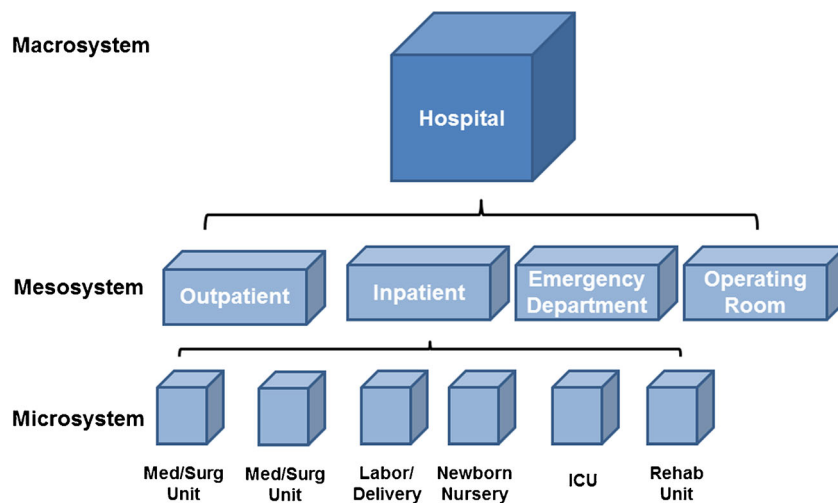 Macrosystem
Hospital
Mesosystem
Outpatient
Inpatient
Emergency
Department
Operating
Room
Microsystem
Med/Surg
Unit
Med/Surg
Unit
Labor/
Delivery
Newborn
Nursery
ICU
Rehab
Unit